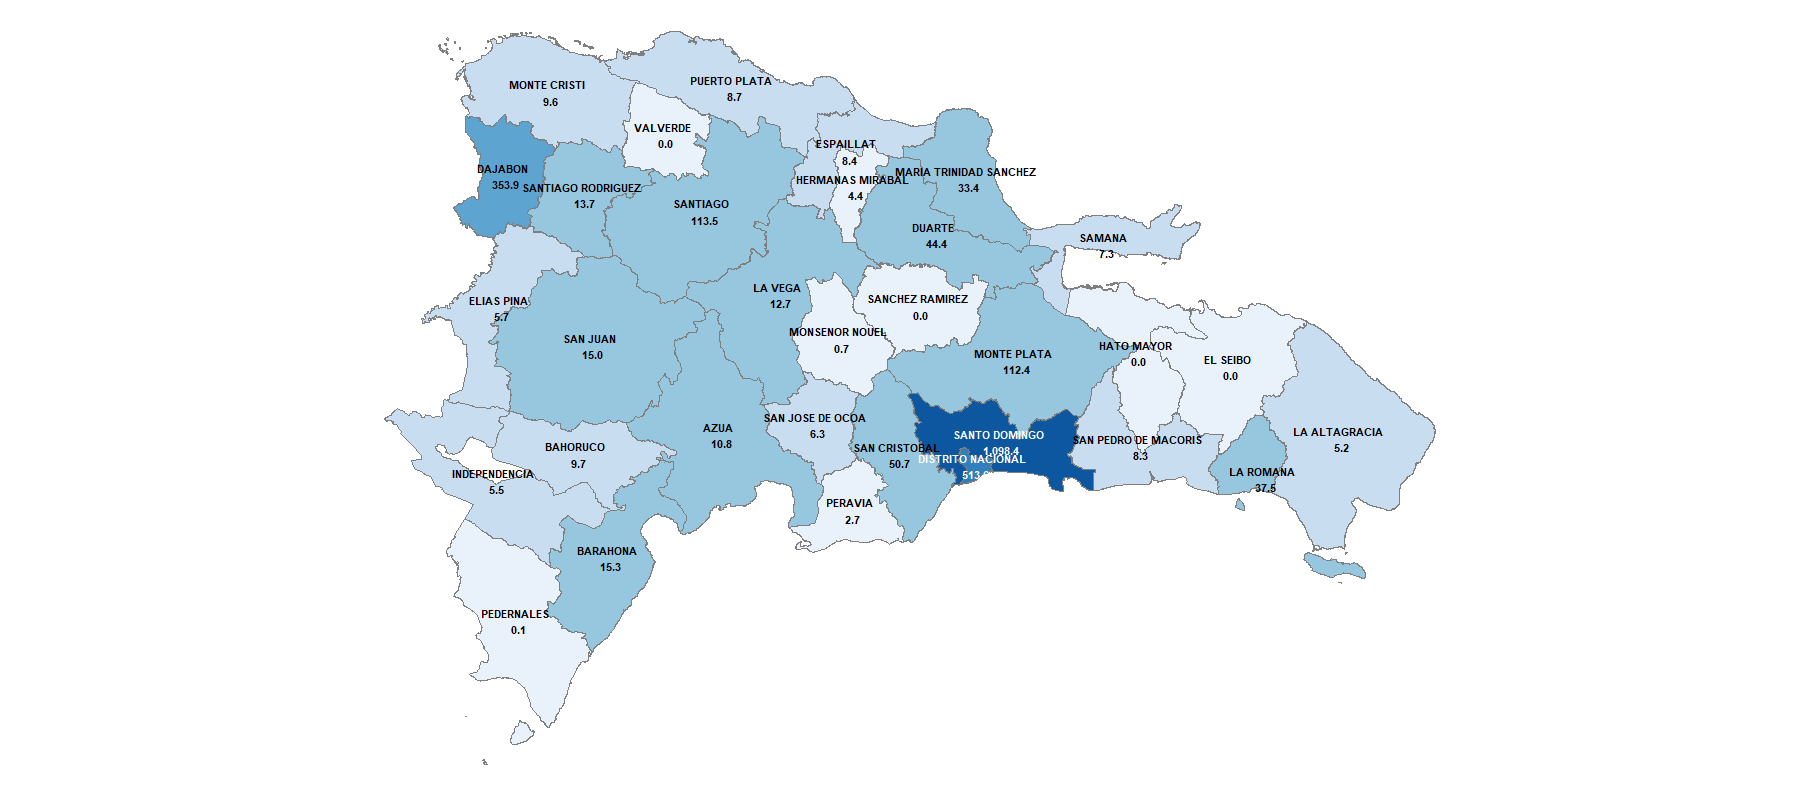 PUERTO PLATA
8.7
MONTE CRISTI
9.6
VALVERDE
0.0
ESPAILLAT
8.4
DAJABON
353.9
MARIA TRINIDAD SANCHEZ
33.4
HERMANAS MIRABAL
4.4
SANTIAGO RODRIGUEZ
13.7
SANTIAGO
113.5
DUARTE
44.4
SAMANA
7.3
LA VEGA
12.7
ELIAS PINA
5.7
SANCHEZ RAMIREZ
0.0
MONSENOR NOUEL
0.7
SAN JUAN
15.0
HATO MAYOR
0.0
MONTE PLATA
112.4
EL SEIBO
0.0
SAN JOSE DE OCOA
6.3
AZUA
10.8
LA ALTAGRACIA
5.2
SANTO DOMINGO
1,098.4
SAN PEDRO DE MACORIS
8.3
BAHORUCO
9.7
SAN CRISTOBAL
50.7
DISTRITO NACIONAL
LA ROMANA
37.5
INDEPENDENCIA
5.5
PERAVIA
2.7
BARAHONA
15.3
PEDERNALES
0.1